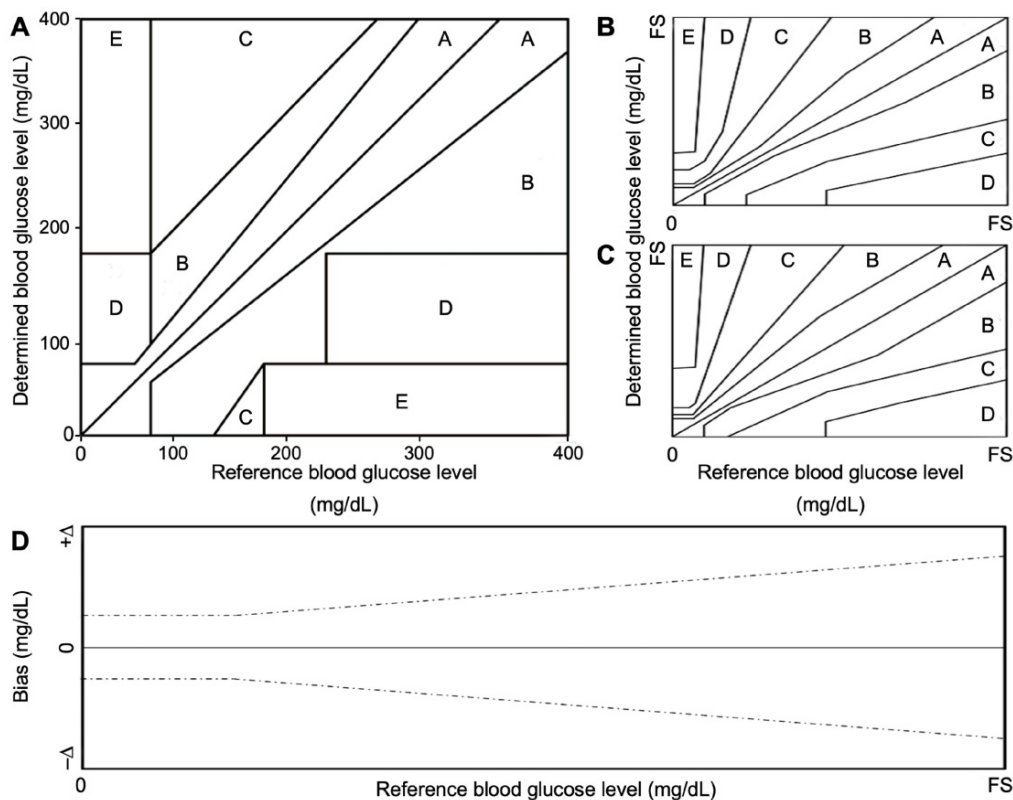 A
Determined blood glucose level (mg/dL)
400
300
200
100
0
E
C
A
A
B
B
D
D
C
E
0
100
200
300
400
Reference blood glucose level
(mg/dL)
B
Determined blood glucose level (mg/dL)
FS
E
D
C
B
A
A
B
C
D
0
FS
C
FS
E
D
C
B
A
A
B
C
D
0
FS
Reference blood glucose level
(mg/dL)
D
Bias (mg/dL)
+Δ
0
−Δ
0
FS
Reference blood glucose level (mg/dL)